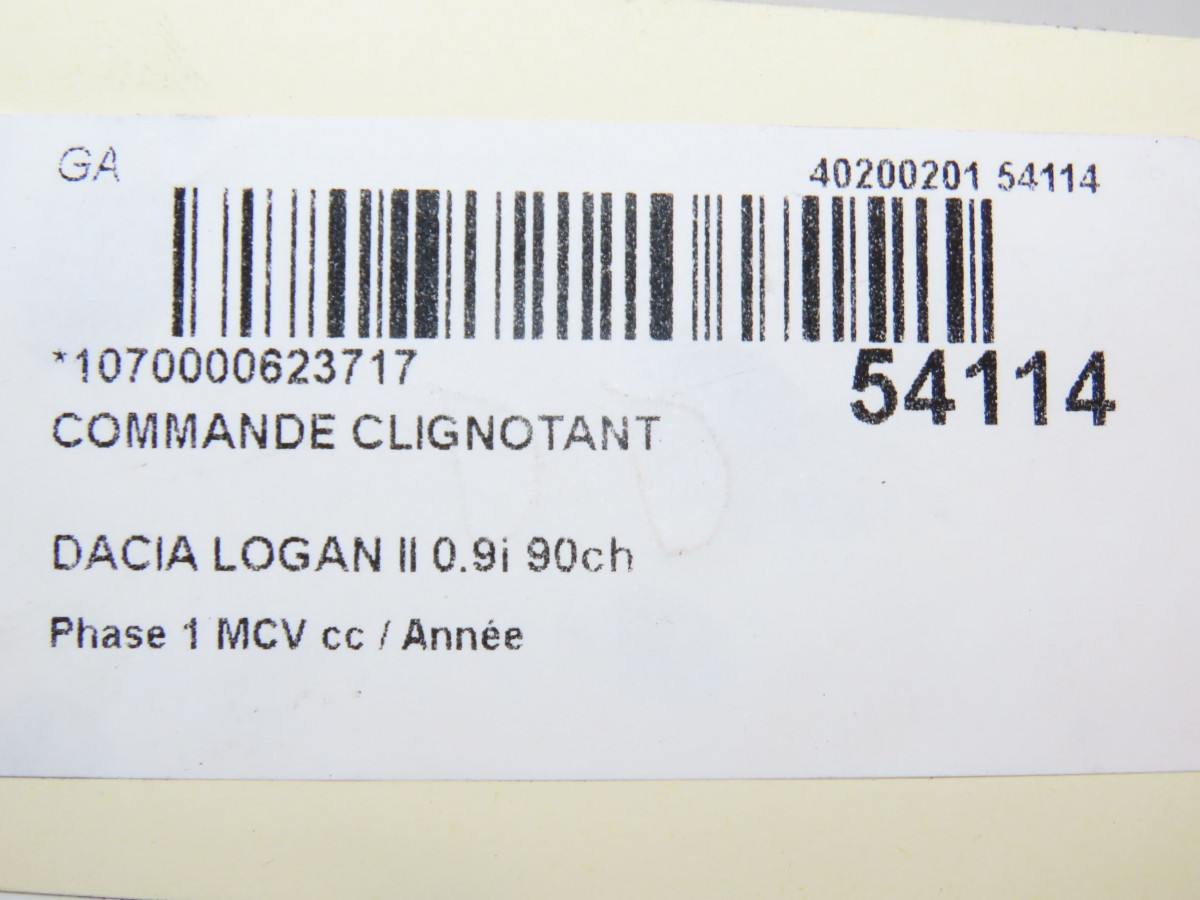 GA
40200201 54114
*1070000623717
54114
COMMANDE CLIGNOTANT
DACIA LOGAN II 0.9i 90ch
Phase 1 MCV cc / Année